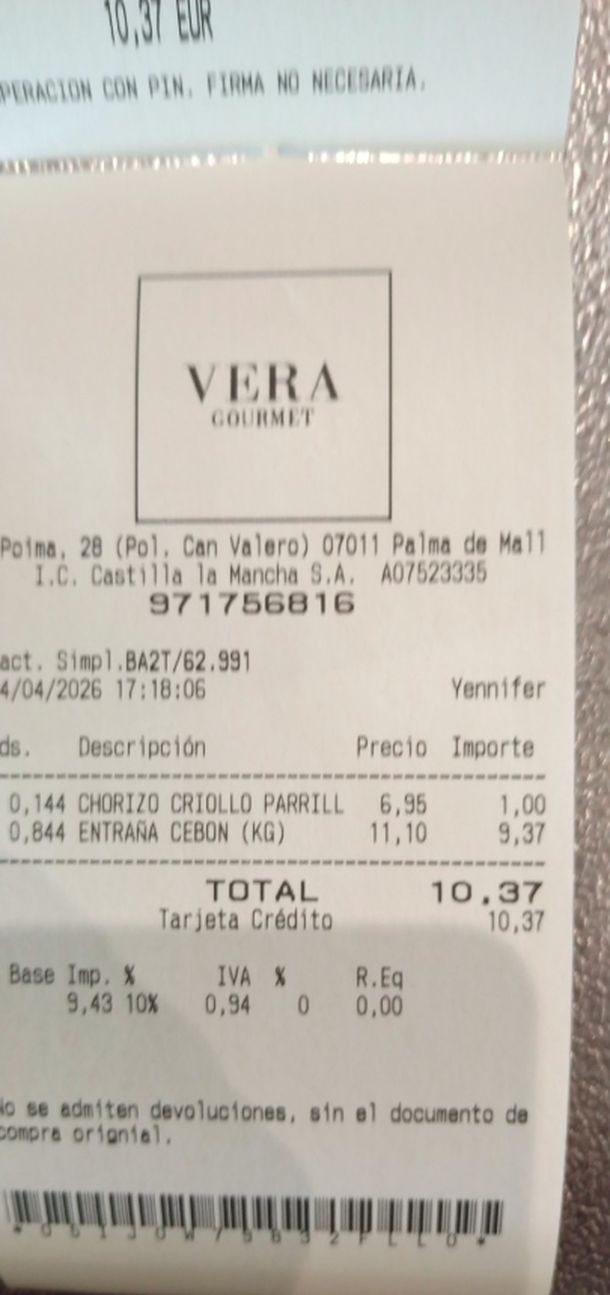 10,37 EUR
PERACION CON PIN. FIRMA NO NECESARIA.
VERA
GOURMET
Poima, 28 (Pol. Can Valero) 07011 Palma de Mall
I.C. Castilla la Mancha S.A. A07523335
971756816
act. Simpl.BA2T/62.991
4/04/2026 17:18:06 Yennifer
ds. Descripción Precio Importe
0,144 CHORIZO CRIOLLO PARRILL 6,95 1,00
0,844 ENTRAÑA CEBON (KG) 11,10 9,37
TOTAL 10,37
Tarjeta Crédito 10,37
Base Imp. % IVA % R.Eq
9,43 10% 0,94 0 0,00
No se admiten devoluciones, sin el documento de
compra orignial.